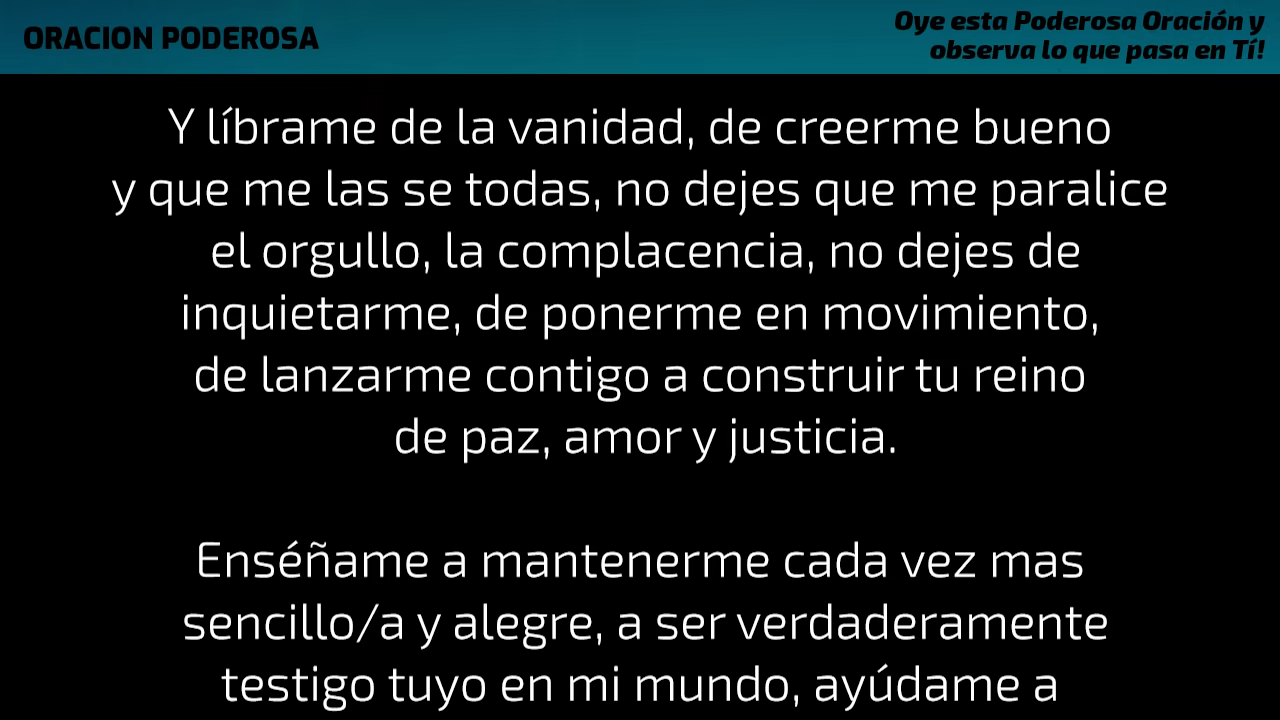 ORACION PODEROSA
Oye esta Poderosa Oración y
observa lo que pasa en Tí!
Y líbrame de la vanidad, de creerme bueno
y que me las se todas, no dejes que me paralice
el orgullo, la complacencia, no dejes de
inquietarme, de ponerme en movimiento,
de lanzarme contigo a construir tu reino
de paz, amor y justicia.
Enséñame a mantenerme cada vez mas
sencillo/a y alegre, a ser verdaderamente
testigo tuyo en mi mundo, ayúdame a